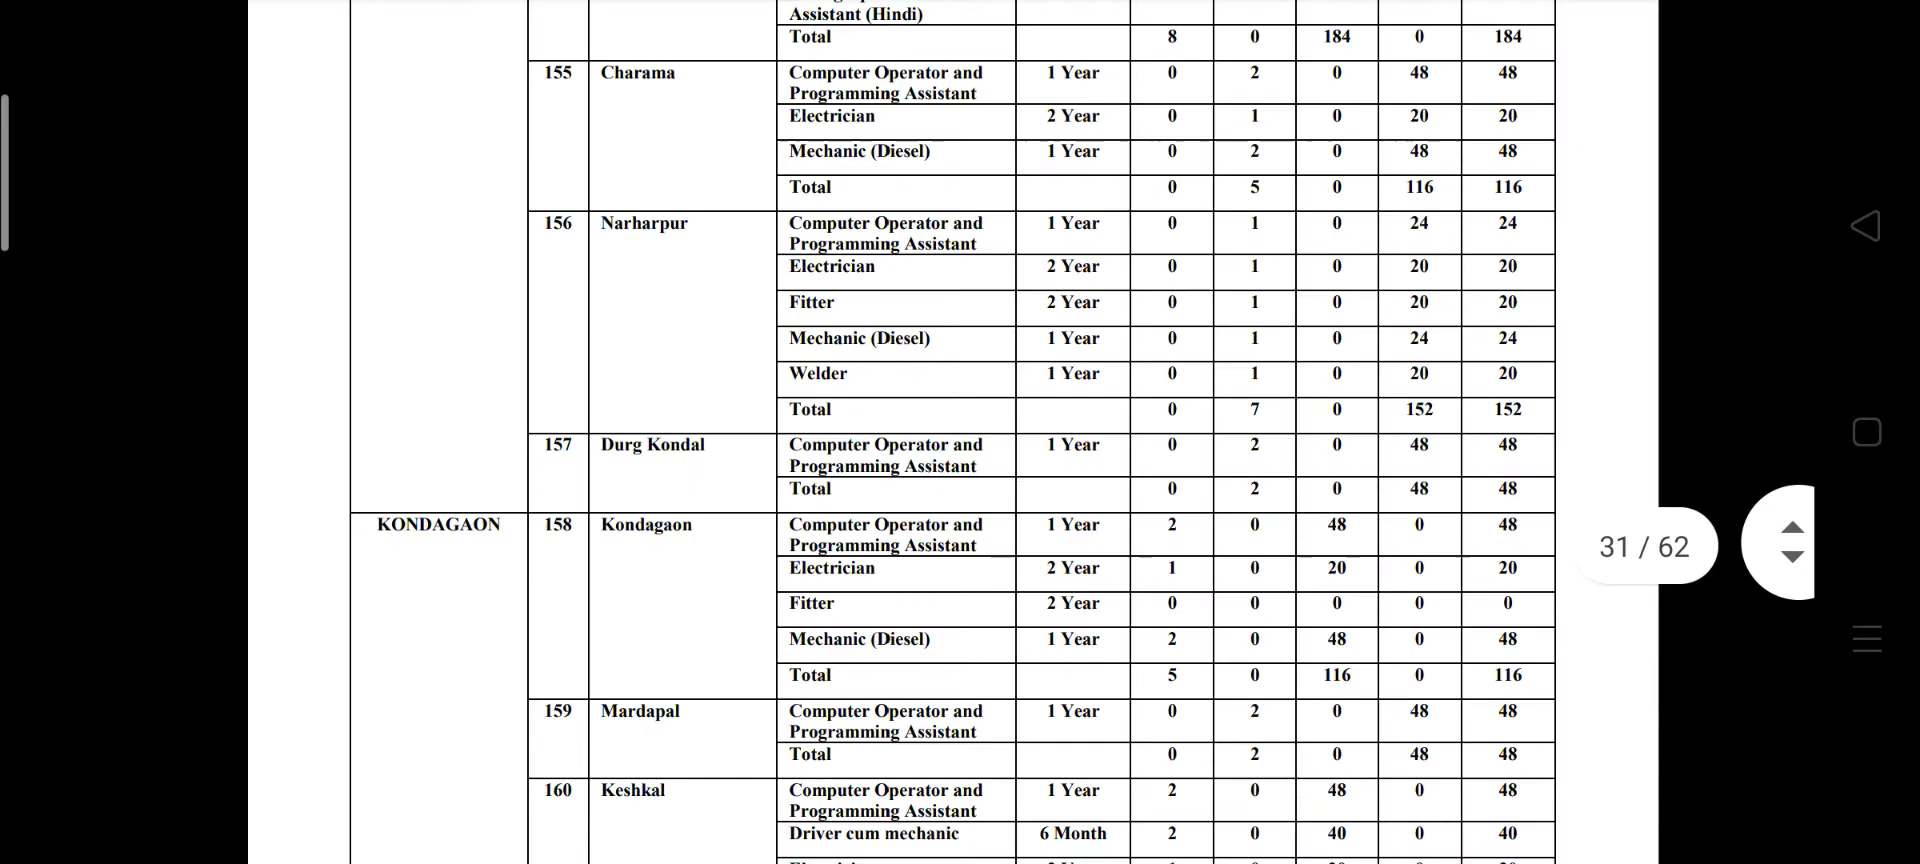 Assistant (Hindi)
Total 8 0 184 0 184
155 Charama Computer Operator and 1 Year 0 2 0 48 48
Programming Assistant
Electrician 2 Year 0 1 0 20 20
Mechanic (Diesel) 1 Year 0 2 0 48 48
Total 0 5 0 116 116
156 Narharpur Computer Operator and 1 Year 0 1 0 24 24
Programming Assistant
Electrician 2 Year 0 1 0 20 20
Fitter 2 Year 0 1 0 20 20
Mechanic (Diesel) 1 Year 0 1 0 24 24
Welder 1 Year 0 1 0 20 20
Total 0 7 0 152 152
157 Durg Kondal Computer Operator and 1 Year 0 2 0 48 48
Programming Assistant
Total 0 2 0 48 48
KONDAGAON 158 Kondagaon Computer Operator and 1 Year 2 0 48 0 48
Programming Assistant
Electrician 2 Year 1 0 20 0 20
Fitter 2 Year 0 0 0 0 0
Mechanic (Diesel) 1 Year 2 0 48 0 48
Total 5 0 116 0 116
159 Mardapal Computer Operator and 1 Year 0 2 0 48 48
Programming Assistant
Total 0 2 0 48 48
160 Keshkal Computer Operator and 1 Year 2 0 48 0 48
Programming Assistant
Driver cum mechanic 6 Month 2 0 40 0 40
31 / 62